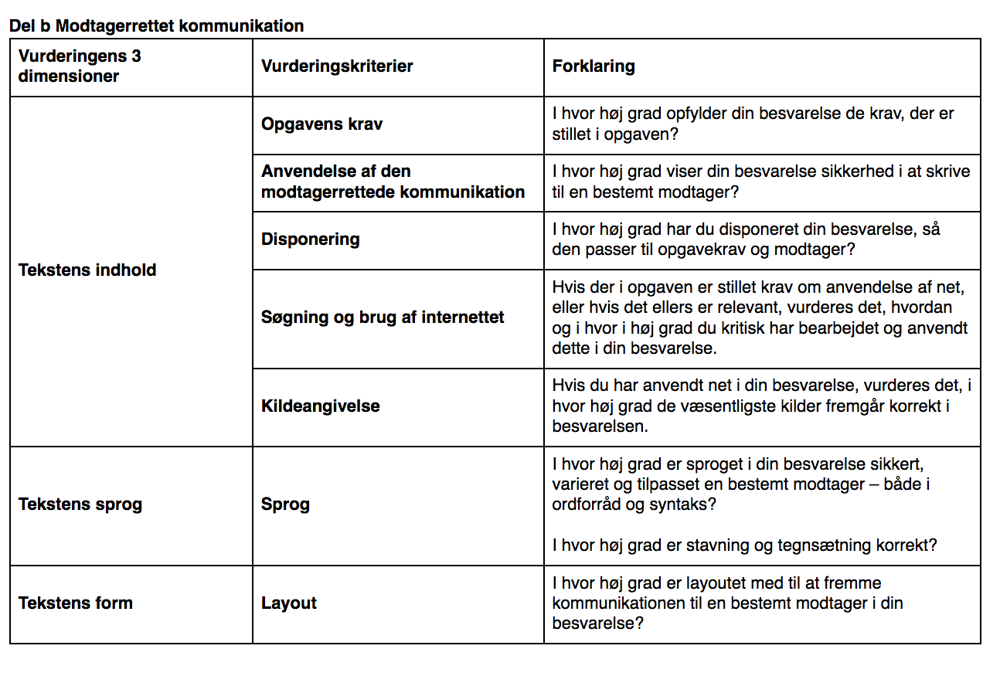 Del b Modtagerrettet kommunikation
Vurderingens 3
dimensioner
Vurderingskriterier
Forklaring
Tekstens indhold
Opgavens krav
I hvor høj grad opfylder din besvarelse de krav, der er
stillet i opgaven?
Anvendelse af den
modtagerrettede kommunikation
I hvor høj grad viser din besvarelse sikkerhed i at skrive
til en bestemt modtager?
Disponering
I hvor høj grad har du disponeret din besvarelse, så
den passer til opgavekrav og modtager?
Søgning og brug af internettet
Hvis der i opgaven er stillet krav om anvendelse af net,
eller hvis det ellers er relevant, vurderes det, hvordan
og i hvor i høj grad du kritisk har bearbejdet og anvendt
dette i din besvarelse.
Kildeangivelse
Hvis du har anvendt net i din besvarelse, vurderes det, i
hvor høj grad de væsentligste kilder fremgår korrekt i
besvarelsen.
Tekstens sprog
Sprog
I hvor høj grad er sproget i din besvarelse sikkert,
varieret og tilpasset en bestemt modtager – både i
ordforråd og syntaks?
I hvor høj grad er stavning og tegnsætning korrekt?
Tekstens form
Layout
I hvor høj grad er layoutet med til at fremme
kommunikationen til en bestemt modtager i din
besvarelse?